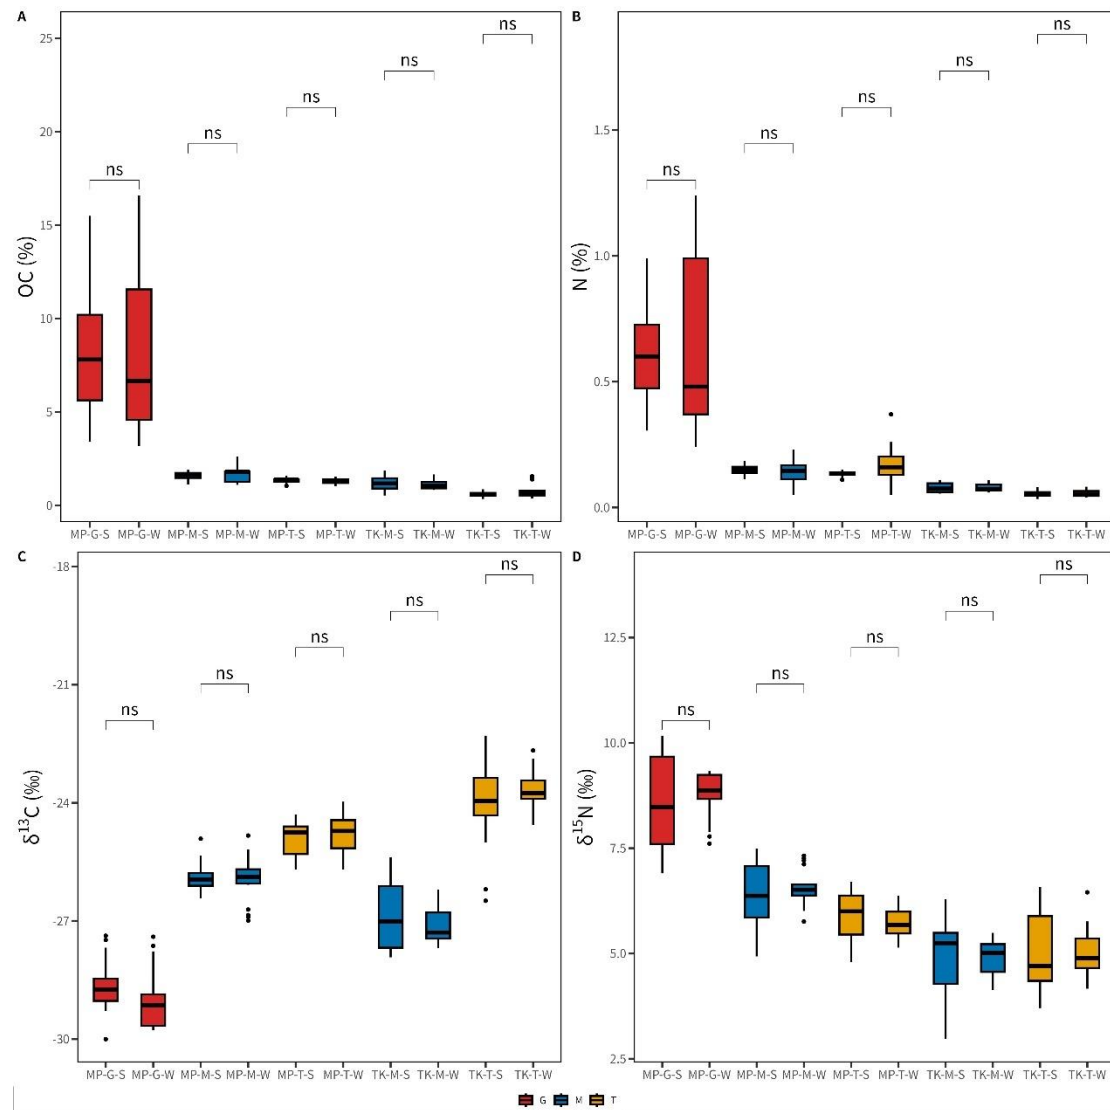 A
25
20
15
10
5
0
OC (%)
ns
ns
ns
ns
ns
MP-G-S MP-G-W MP-M-S MP-M-W MP-T-S MP-T-W TK-M-S TK-M-W TK-T-S TK-T-W
B
1.5
1.0
0.5
0.0
N (%)
ns
ns
ns
ns
ns
MP-G-S MP-G-W MP-M-S MP-M-W MP-T-S MP-T-W TK-M-S TK-M-W TK-T-S TK-T-W
C
-18
-21
-24
-27
-30
δ¹³C (‰)
ns
ns
ns
ns
ns
MP-G-S MP-G-W MP-M-S MP-M-W MP-T-S MP-T-W TK-M-S TK-M-W TK-T-S TK-T-W
D
12.5
10.0
7.5
5.0
2.5
δ¹⁵N (‰)
ns
ns
ns
ns
ns
MP-G-S MP-G-W MP-M-S MP-M-W MP-T-S MP-T-W TK-M-S TK-M-W TK-T-S TK-T-W
G M T